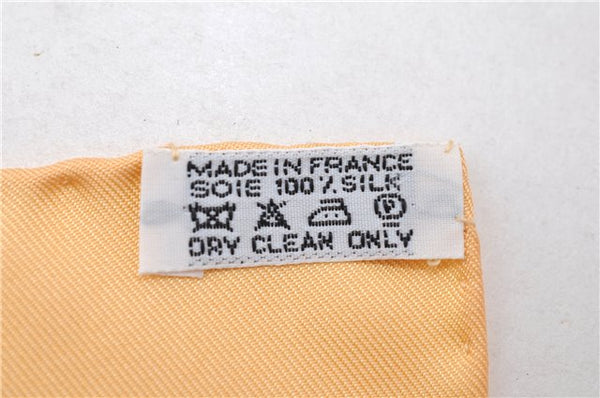 MADE IN FRANCE
SOIE 100% SILK
P
DRY CLEAN ONLY